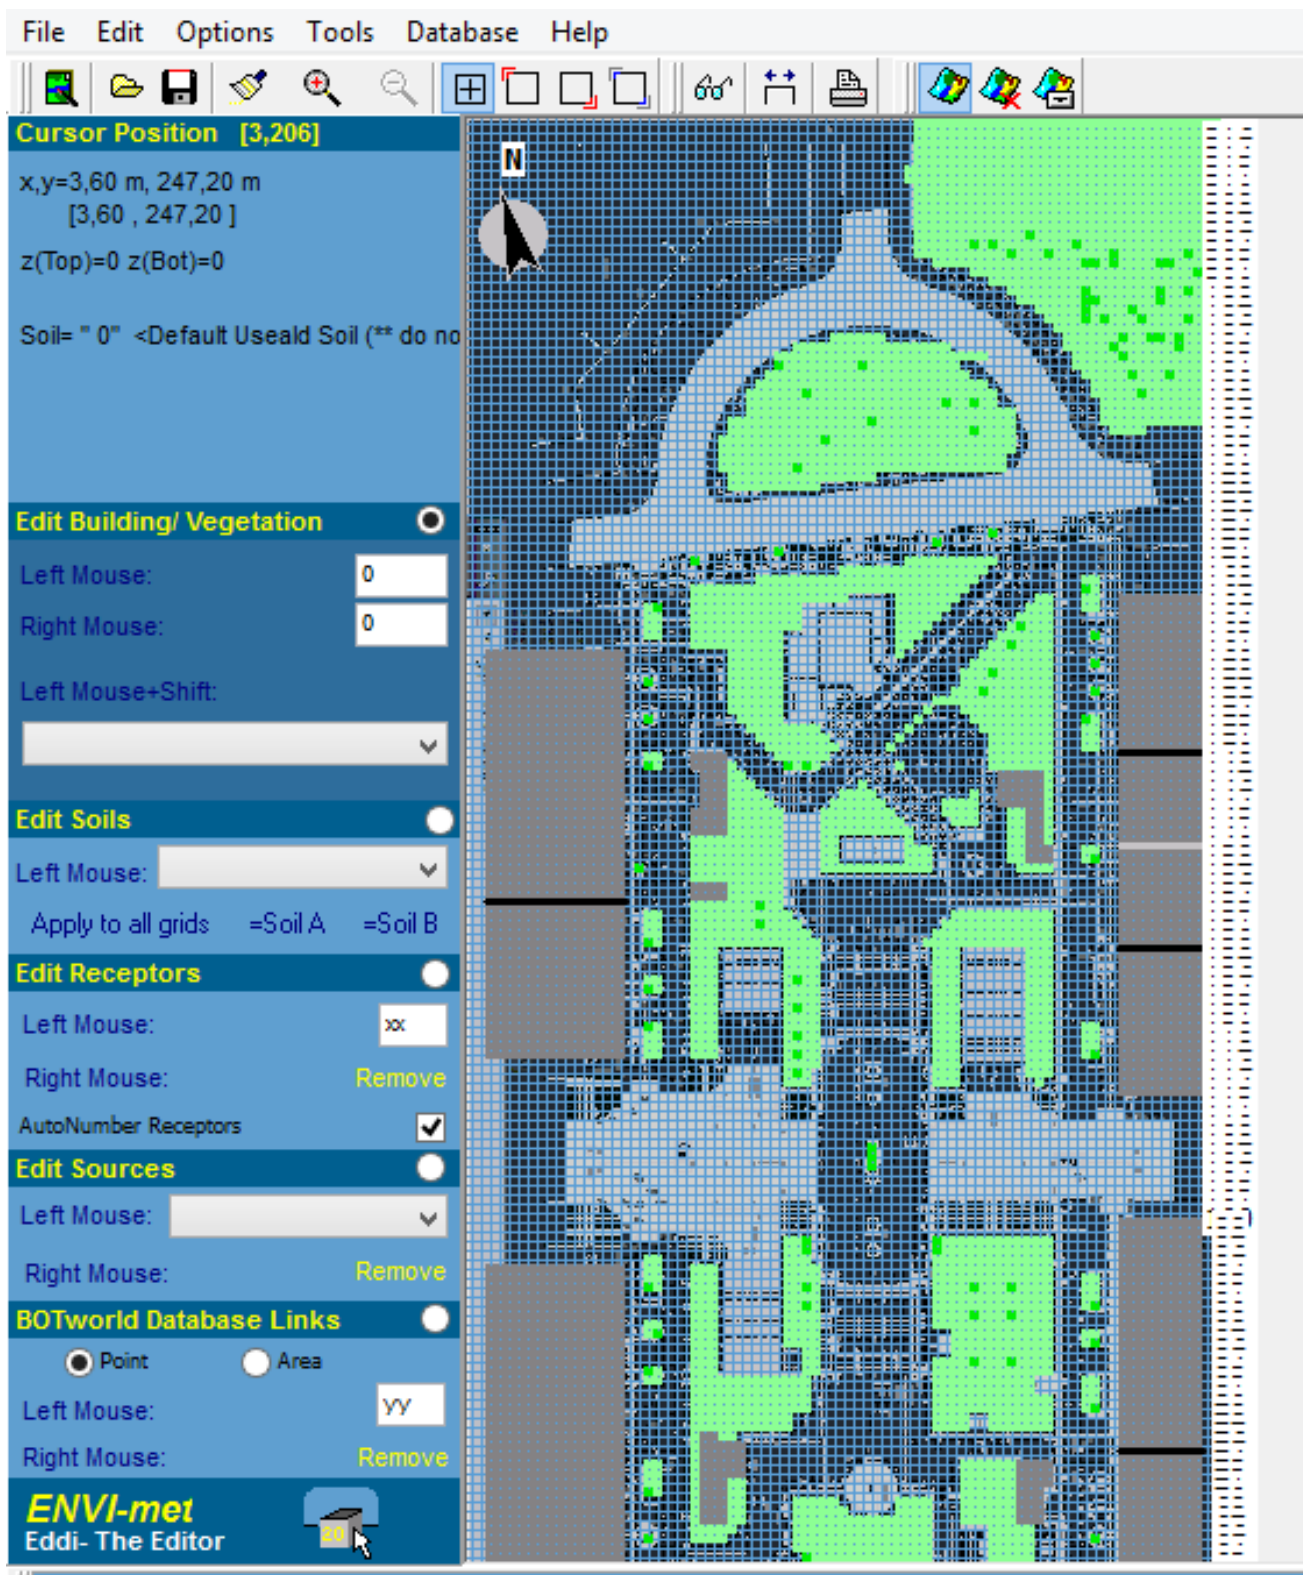 File Edit Options Tools Database Help
Cursor Position [3,206]
x,y=3,60 m, 247,20 m
[3,60 , 247,20 ]
z(Top)=0 z(Bot)=0
Soil= " 0" <Default Useald Soil (** do no
Edit Building/ Vegetation
Left Mouse: 0
Right Mouse: 0
Left Mouse+Shift:
Edit Soils
Left Mouse:
Apply to all grids =Soil A =Soil B
Edit Receptors
Left Mouse: xx
Right Mouse: Remove
AutoNumber Receptors
Edit Sources
Left Mouse:
Right Mouse: Remove
BOTworld Database Links
Point Area
Left Mouse: yy
Right Mouse: Remove
ENVI-met
Eddi- The Editor
20
N